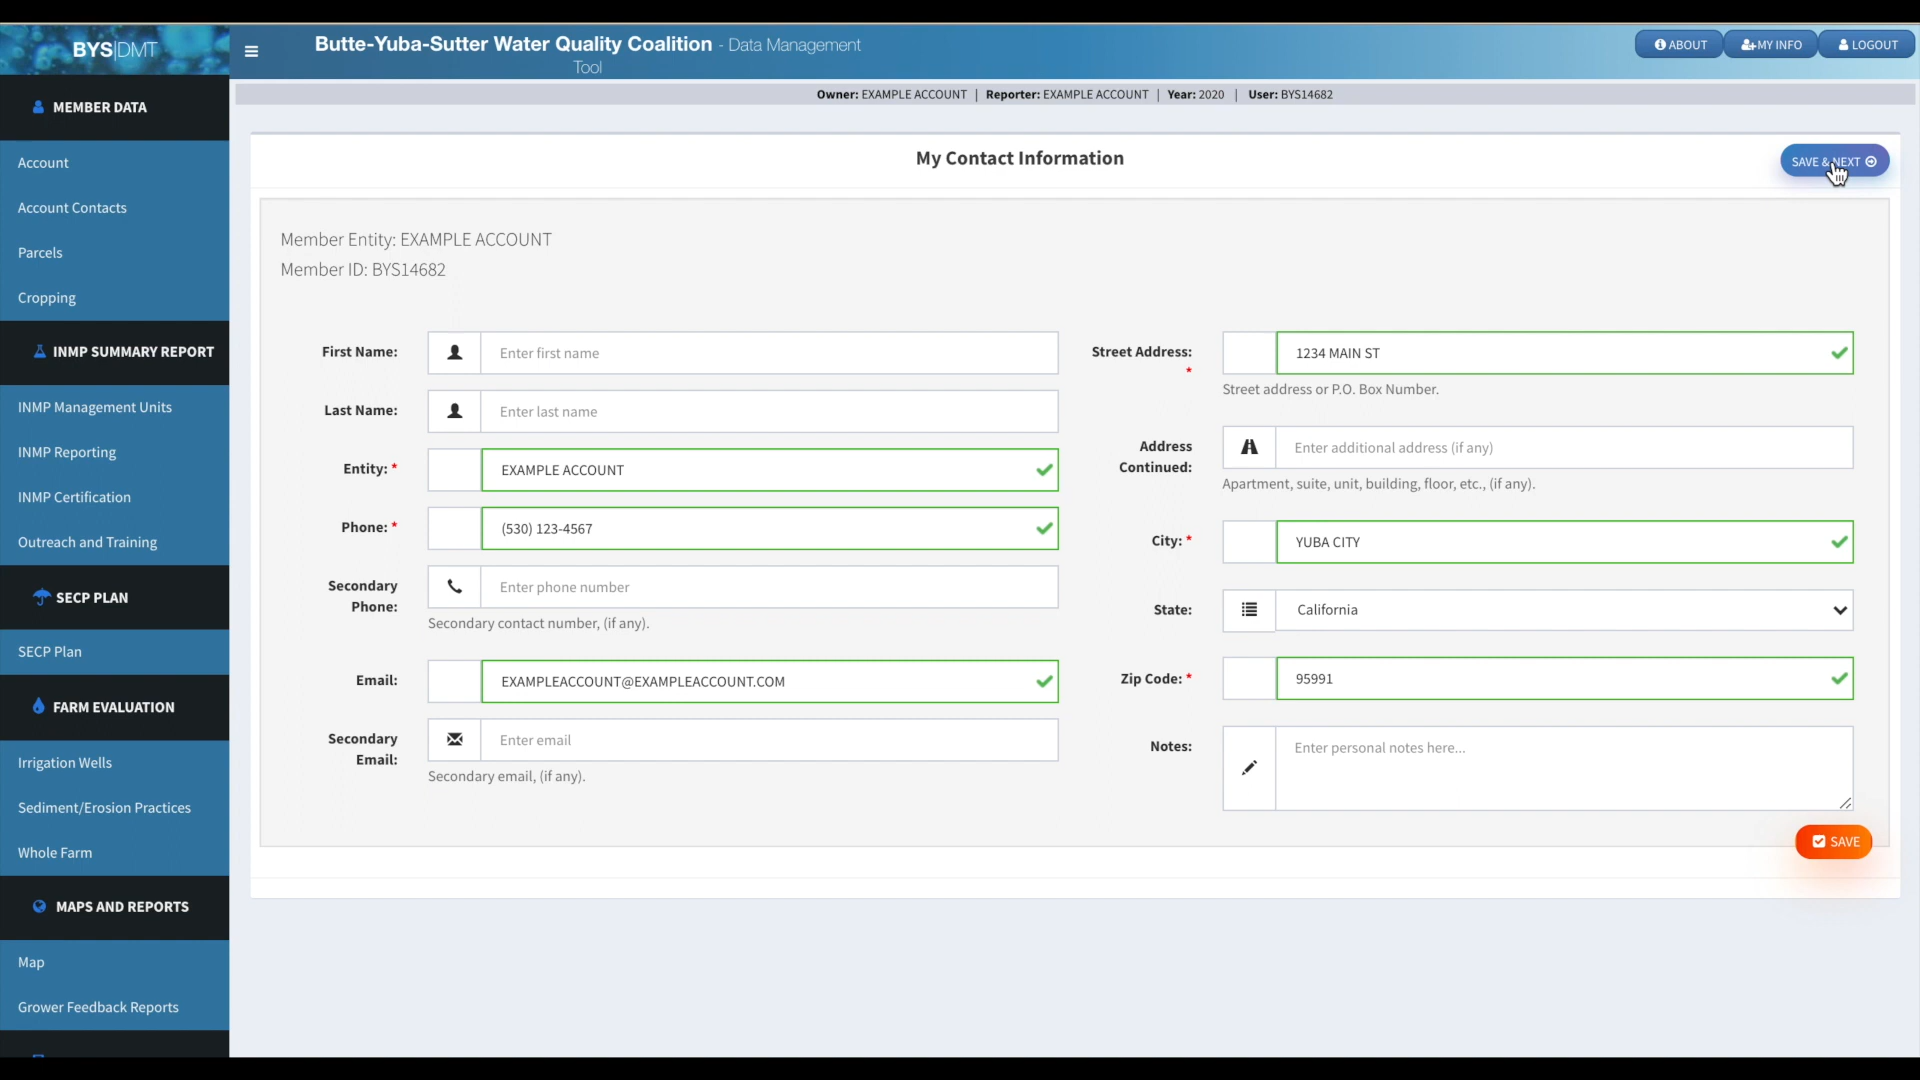 BYS|DMT
Butte-Yuba-Sutter Water Quality Coalition - Data Management
Tool
ABOUT
MY INFO
LOGOUT
Owner: EXAMPLE ACCOUNT | Reporter: EXAMPLE ACCOUNT | Year: 2020 | User: BYS14682
MEMBER DATA
Account
Account Contacts
Parcels
Cropping
INMP SUMMARY REPORT
INMP Management Units
INMP Reporting
INMP Certification
Outreach and Training
SECP PLAN
SECP Plan
FARM EVALUATION
Irrigation Wells
Sediment/Erosion Practices
Whole Farm
MAPS AND REPORTS
Map
Grower Feedback Reports
My Contact Information
SAVE & NEXT
Member Entity: EXAMPLE ACCOUNT
Member ID: BYS14682
First Name:
Enter first name
Last Name:
Enter last name
Entity: *
EXAMPLE ACCOUNT
Phone: *
(530) 123-4567
Secondary
Phone:
Enter phone number
Secondary contact number, (if any).
Email:
EXAMPLEACCOUNT@EXAMPLEACCOUNT.COM
Secondary
Email:
Enter email
Secondary email, (if any).
Street Address:
*
1234 MAIN ST
Street address or P.O. Box Number.
Address
Continued:
Enter additional address (if any)
Apartment, suite, unit, building, floor, etc., (if any).
City: *
YUBA CITY
State:
California
Zip Code: *
95991
Notes:
Enter personal notes here...
SAVE